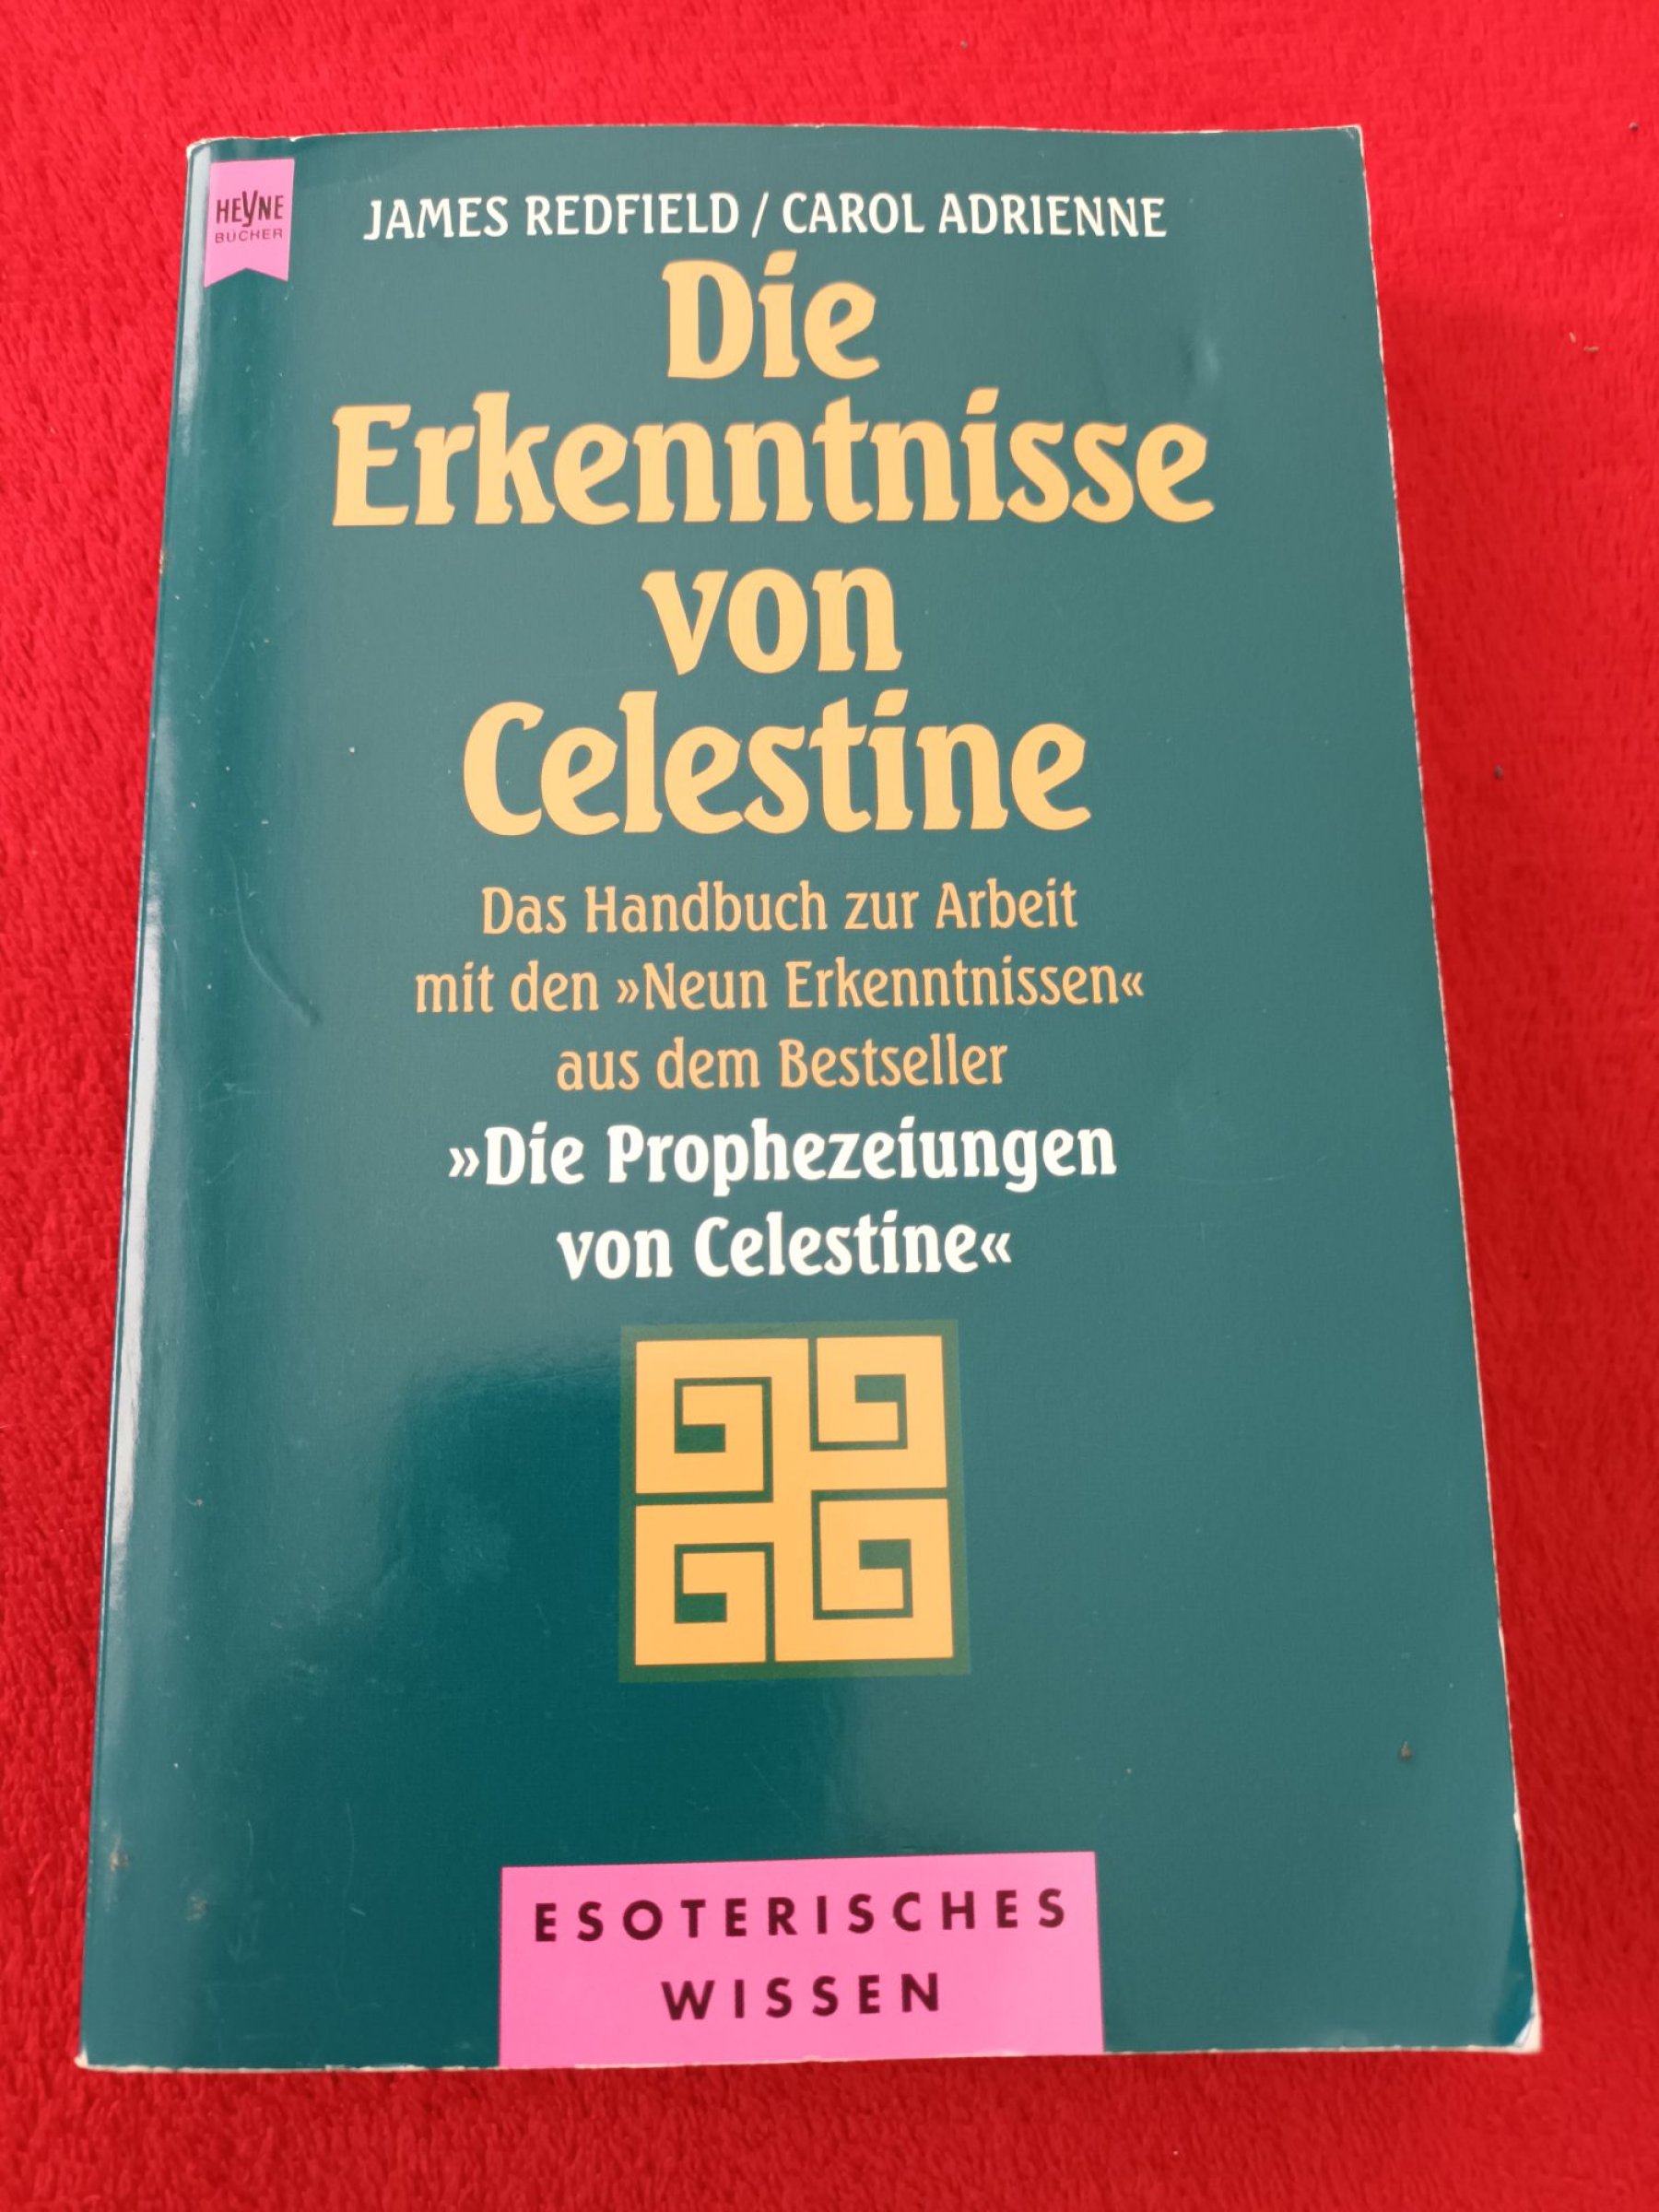 HEYNE
BÜCHER
JAMES REDFIELD / CAROL ADRIENNE
Die
Erkenntnisse
von
Celestine
Das Handbuch zur Arbeit
mit den »Neun Erkenntnissen«
aus dem Bestseller
»Die Prophezeiungen
von Celestine«
ESOTERISCHES
WISSEN